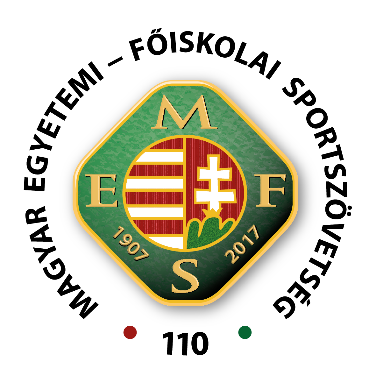 MAGYAR EGYETEMI – FŐISKOLAI SPORTSZÖVETSÉG
M
E F
S
1907 2017
• 110 •